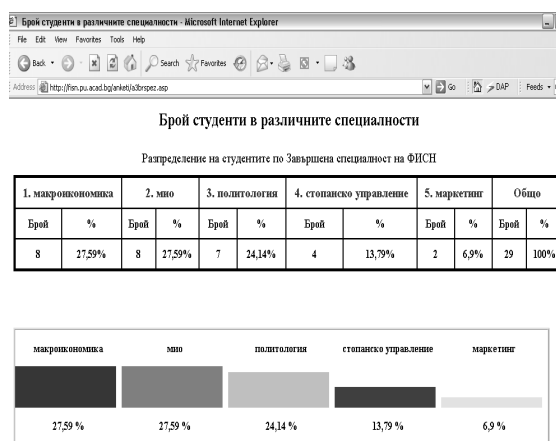 Брой студенти в различните специалности - Microsoft Internet Explorer
File Edit View Favorites Tools Help
Back Search Favorites
Address http://fisn.pu.acad.bg/anketi/a3brspez.asp Go DAP Feeds
Брой студенти в различните специалности
Разпределение на студентите по Завършена специалност на ФИСН
1. макроикономика 2. мио 3. политология 4. стопанско управление 5. маркетинг Общо
Брой % Брой % Брой % Брой % Брой % Брой %
8 27,59% 8 27,59% 7 24,14% 4 13,79% 2 6,9% 29 100%
макроикономика мио политология стопанско управление маркетинг
27,59 % 27,59 % 24,14 % 13,79 % 6,9 %